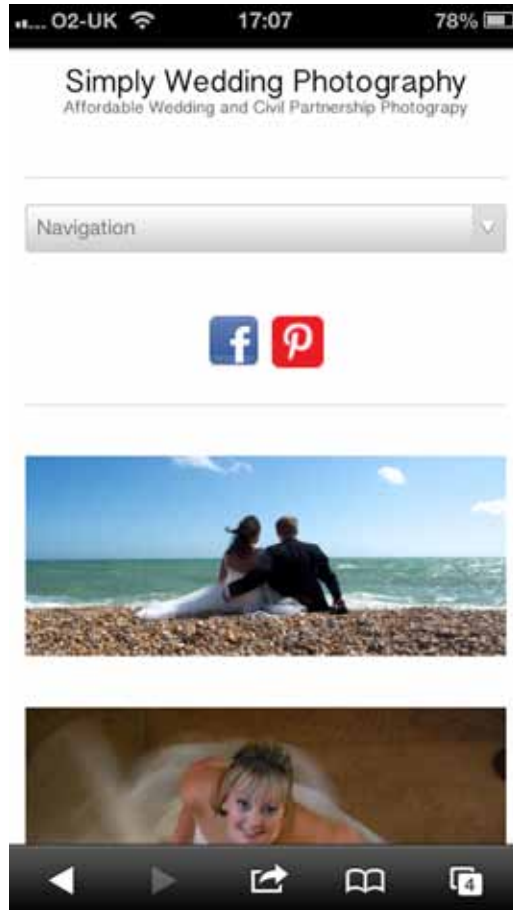 O2-UK 17:07 78%
Simply Wedding Photography
Affordable Wedding and Civil Partnership Photograpy
Navigation
f
4